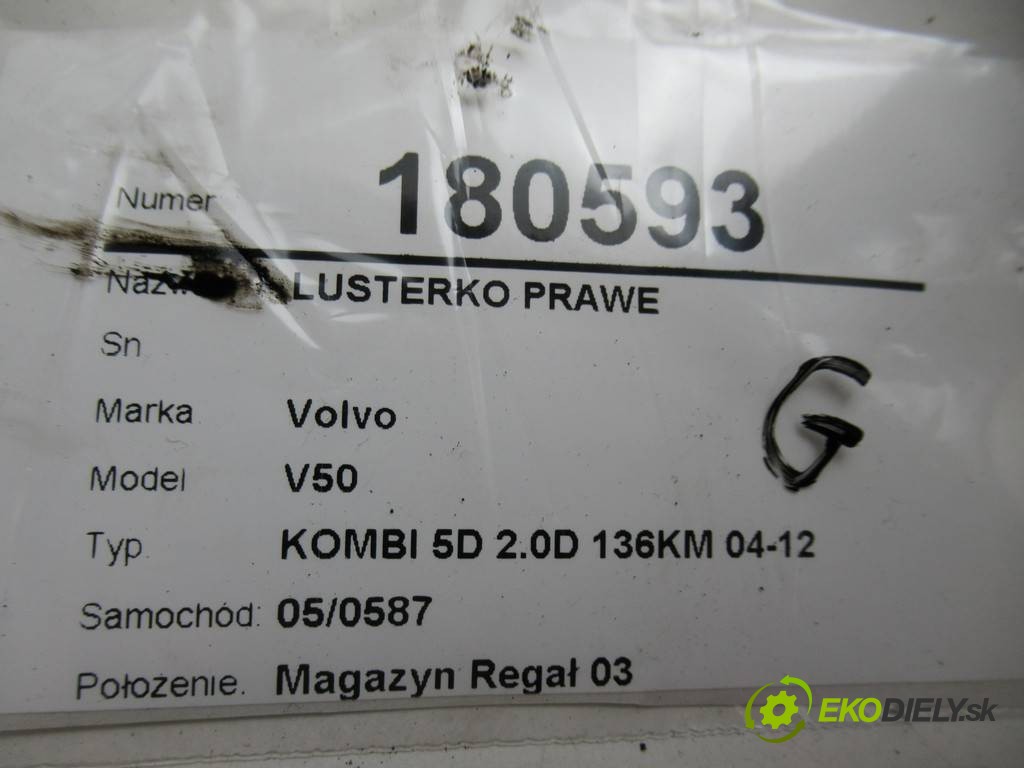 Numer 180593
LUSTERKO PRAWE
Sn
Marka Volvo
G
Model V50
Typ. KOMBI 5D 2.0D 136KM 04-12
Samochód: 05/0587
Położenie. Magazyn Regał 03
EKODIELY.sk